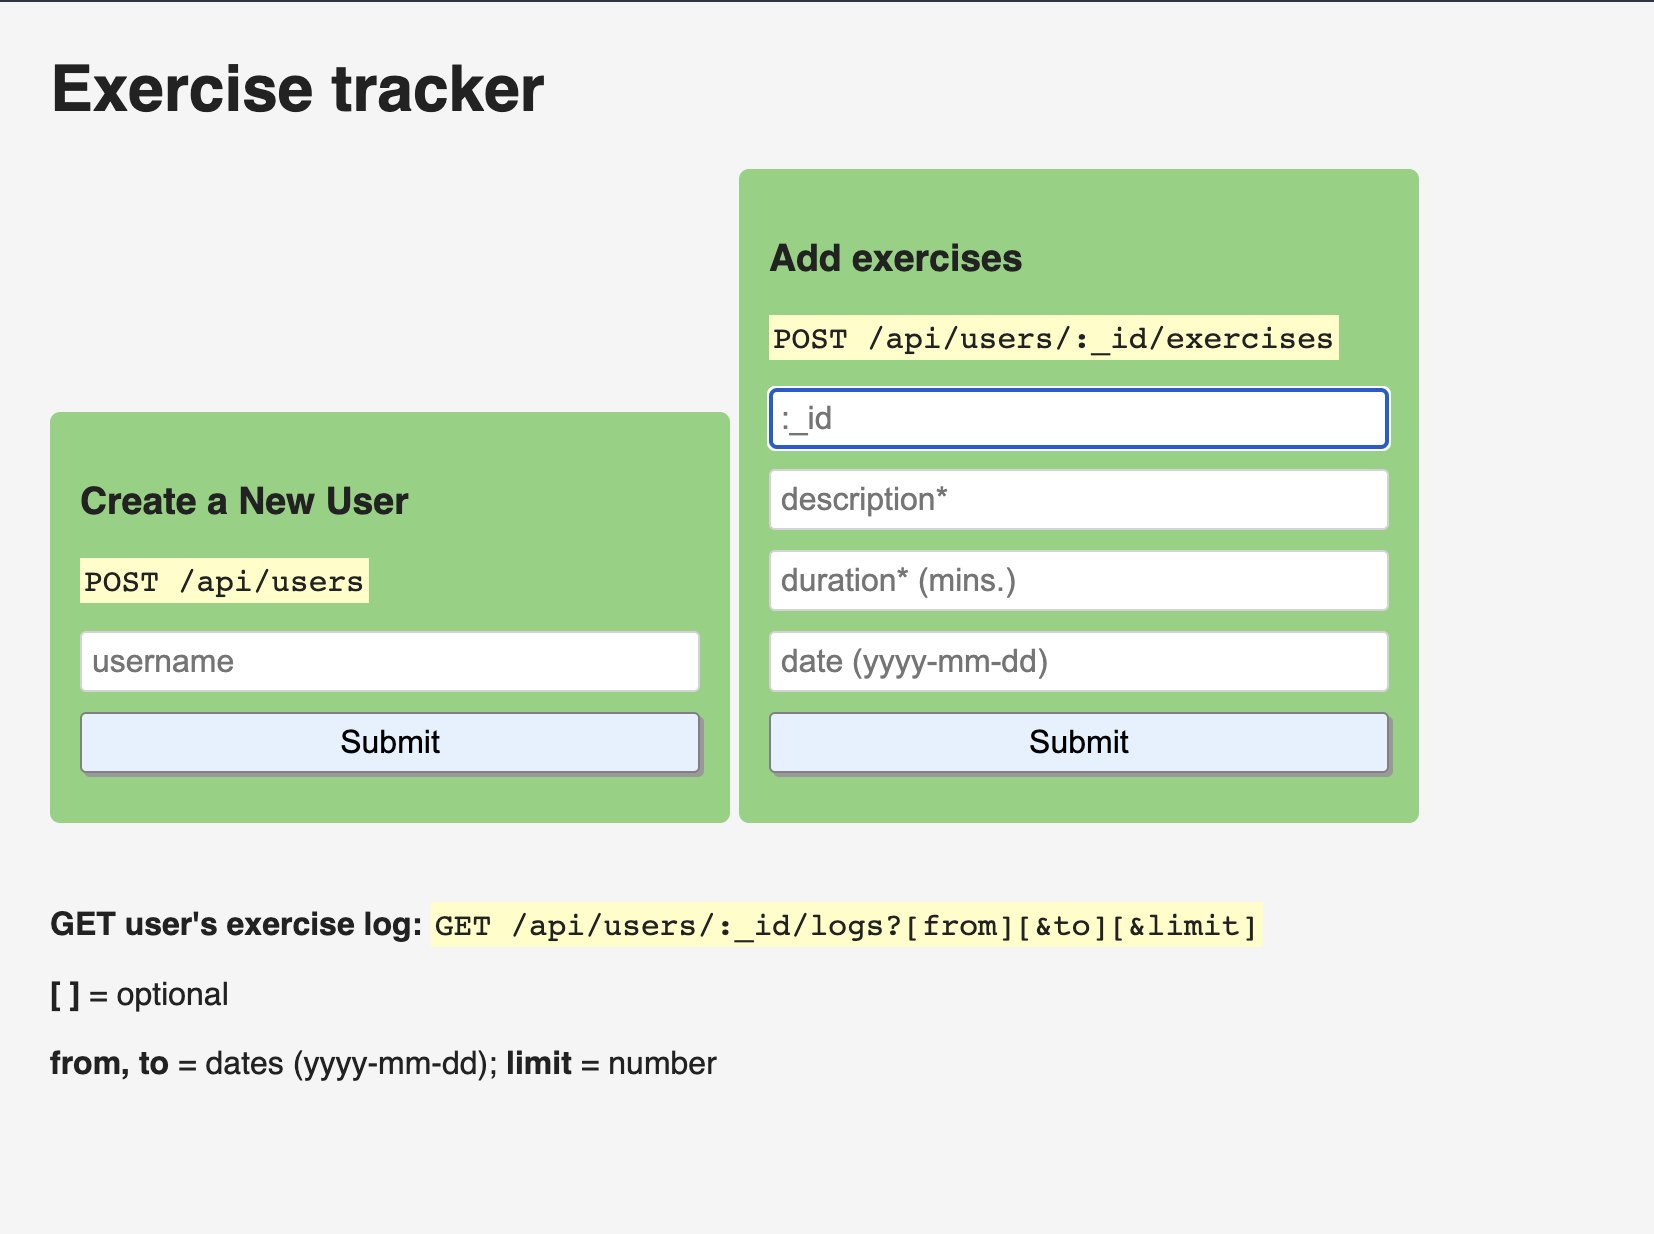 Exercise tracker
Create a New User
POST /api/users
username
Submit
Add exercises
POST /api/users/:_id/exercises
:_id
description*
duration* (mins.)
date (yyyy-mm-dd)
Submit
GET user's exercise log: GET /api/users/:_id/logs?[from][&to][&limit]
[ ] = optional
from, to = dates (yyyy-mm-dd); limit = number